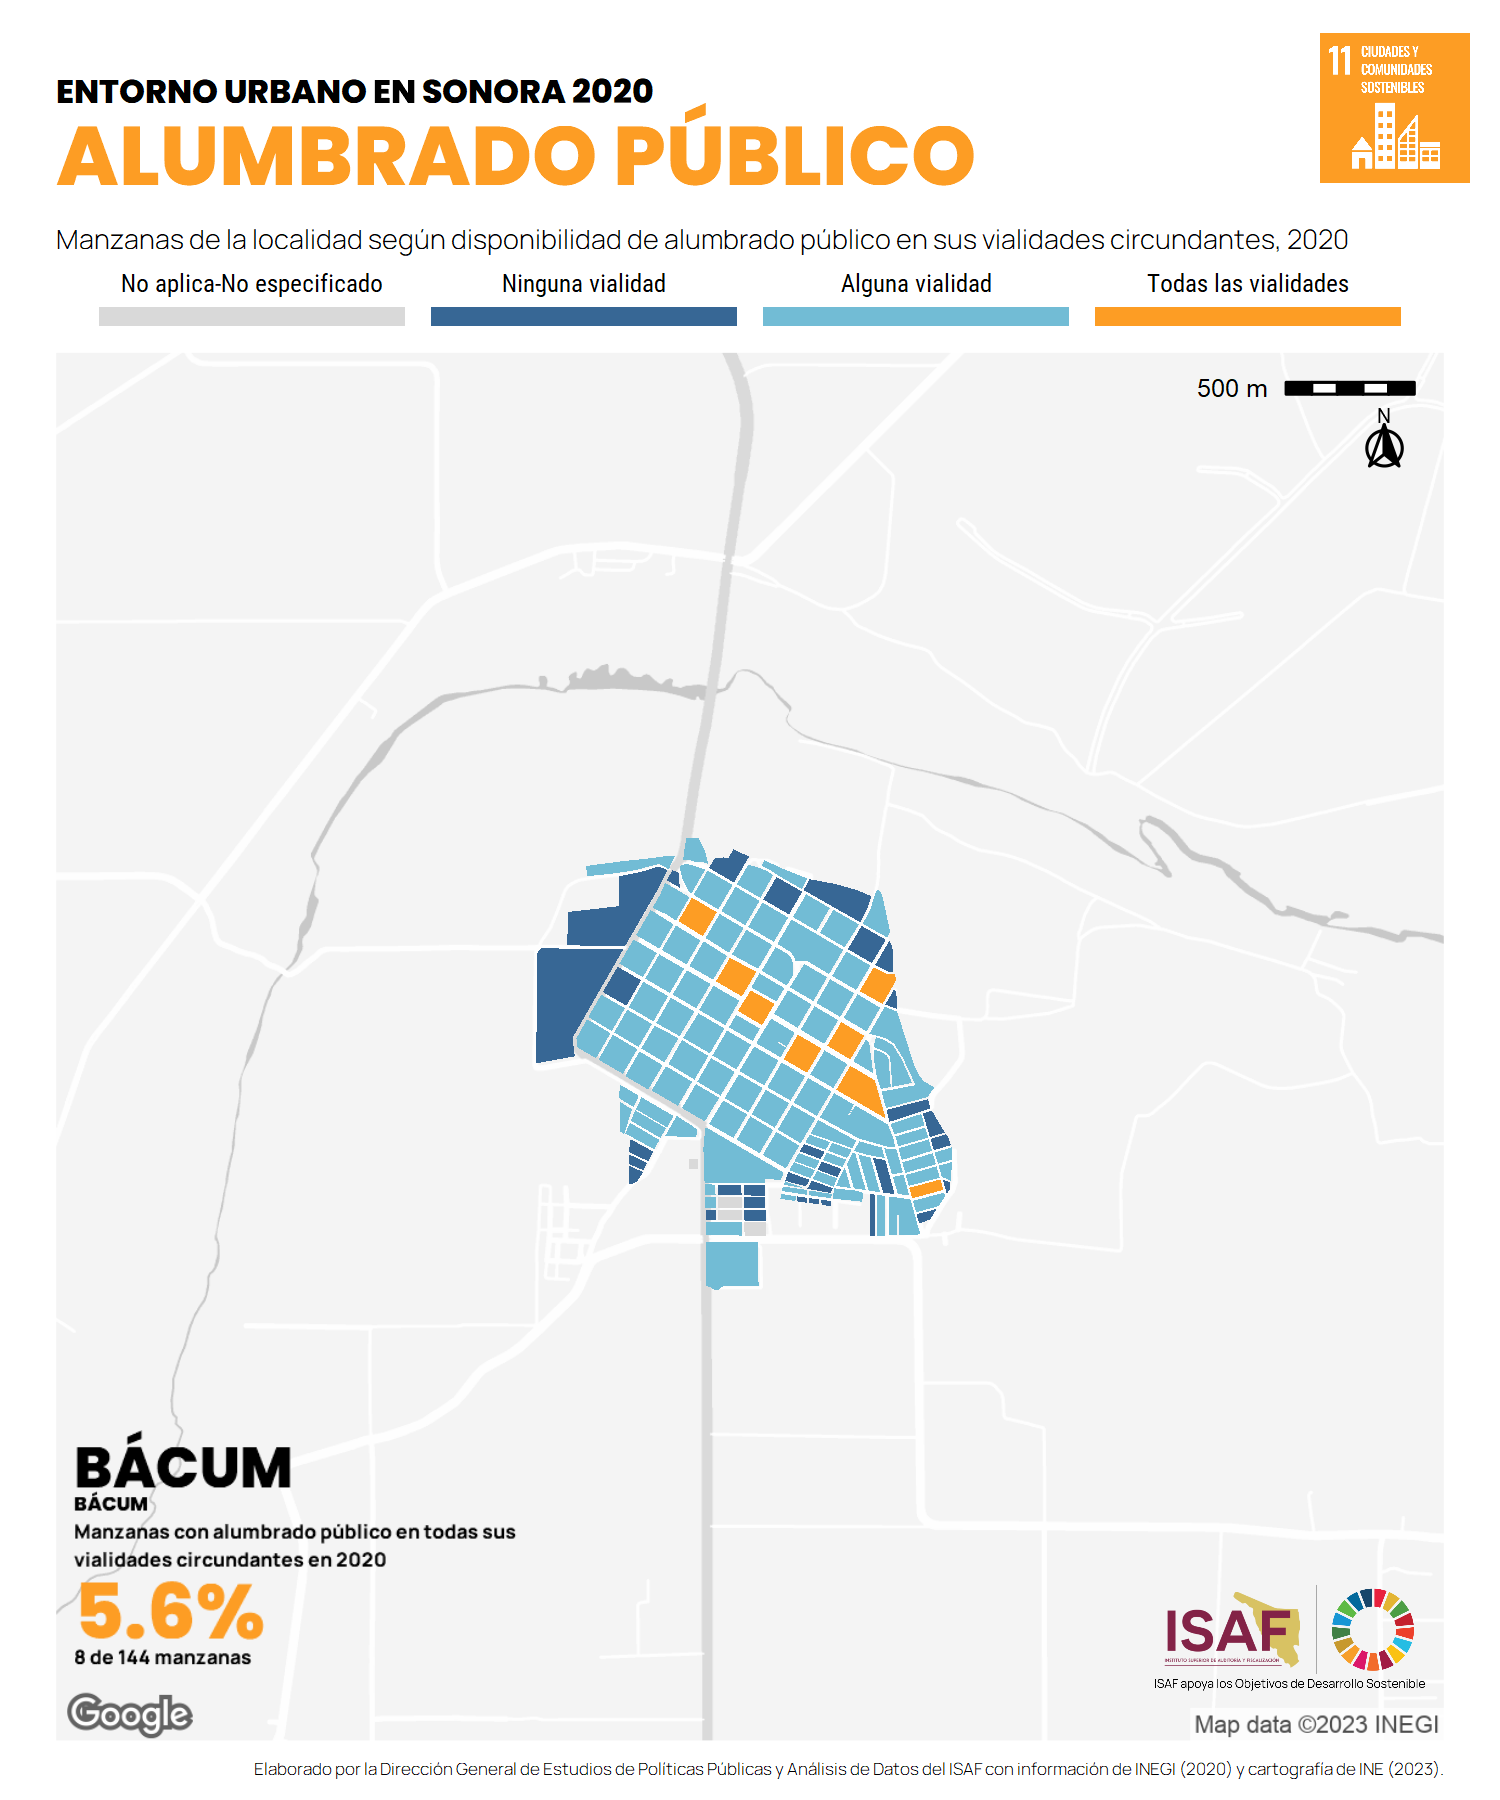 ENTORNO URBANO EN SONORA 2020
ALUMBRADO PÚBLICO
11 CIUDADES Y
COMUNIDADES
SOSTENIBLES
Manzanas de la localidad según disponibilidad de alumbrado público en sus vialidades circundantes, 2020
No aplica-No especificado
Ninguna vialidad
Alguna vialidad
Todas las vialidades
500 m
N
BÁCUM
BÁCUM
Manzanas con alumbrado público en todas sus
vialidades circundantes en 2020
5.6%
8 de 144 manzanas
Google
ISAF
INSTITUTO SUPERIOR DE AUDITORÍA Y FISCALIZACIÓN
ISAF apoya los Objetivos de Desarrollo Sostenible
Map data ©2023 INEGI
Elaborado por la Dirección General de Estudios de Políticas Públicas y Análisis de Datos del ISAF con información de INEGI (2020) y cartografía de INE (2023).